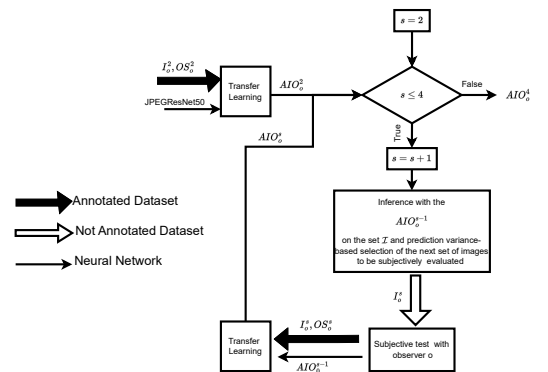 s = 2
I_o^2, OS_o^2
JPEGResNet50
Transfer
Learning
AIO_o^2
s ≤ 4
False
AIO_o^4
True
s = s + 1
AIO_o^s
Inference with the
AIO_o^{s-1}
on the set 𝓘 and prediction variance-
based selection of the next set of images
to be subjectively evaluated
Annotated Dataset
Not Annotated Dataset
Neural Network
I_o^s
Transfer
Learning
I_o^s, OS_o^s
AIO_o^{s-1}
Subjective test with
observer o